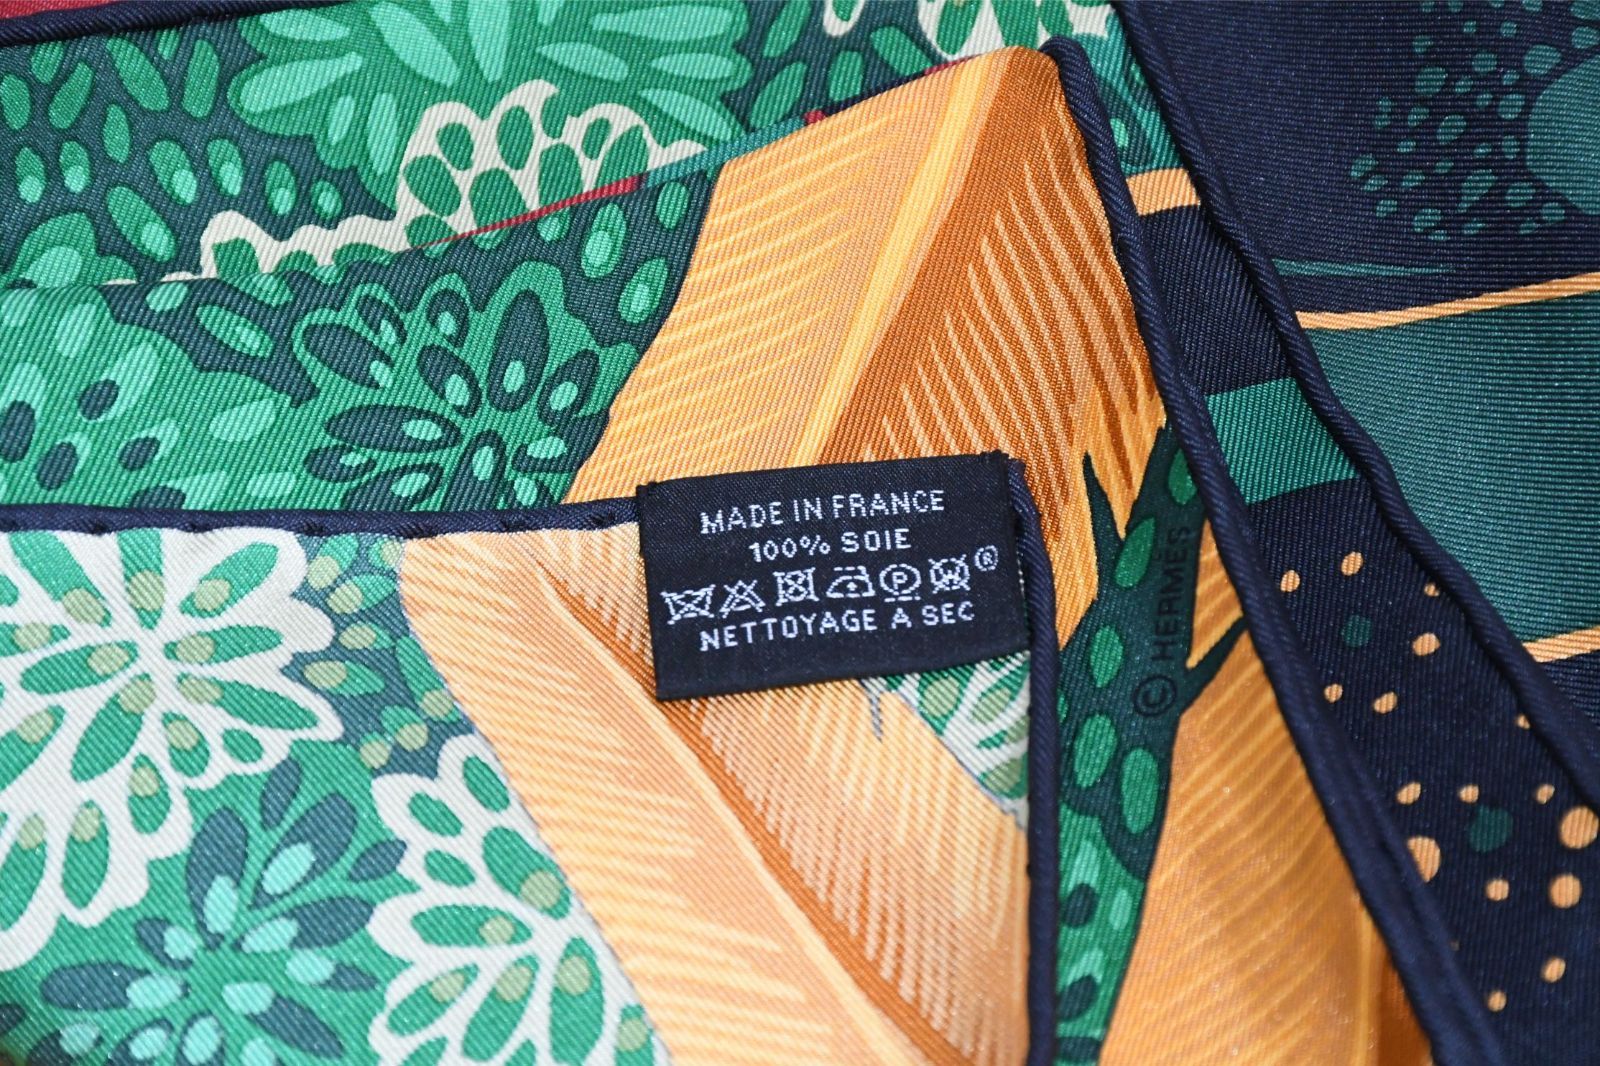 MADE IN FRANCE
100% SOIE
P ®
NETTOYAGE A SEC
© HERMÈS